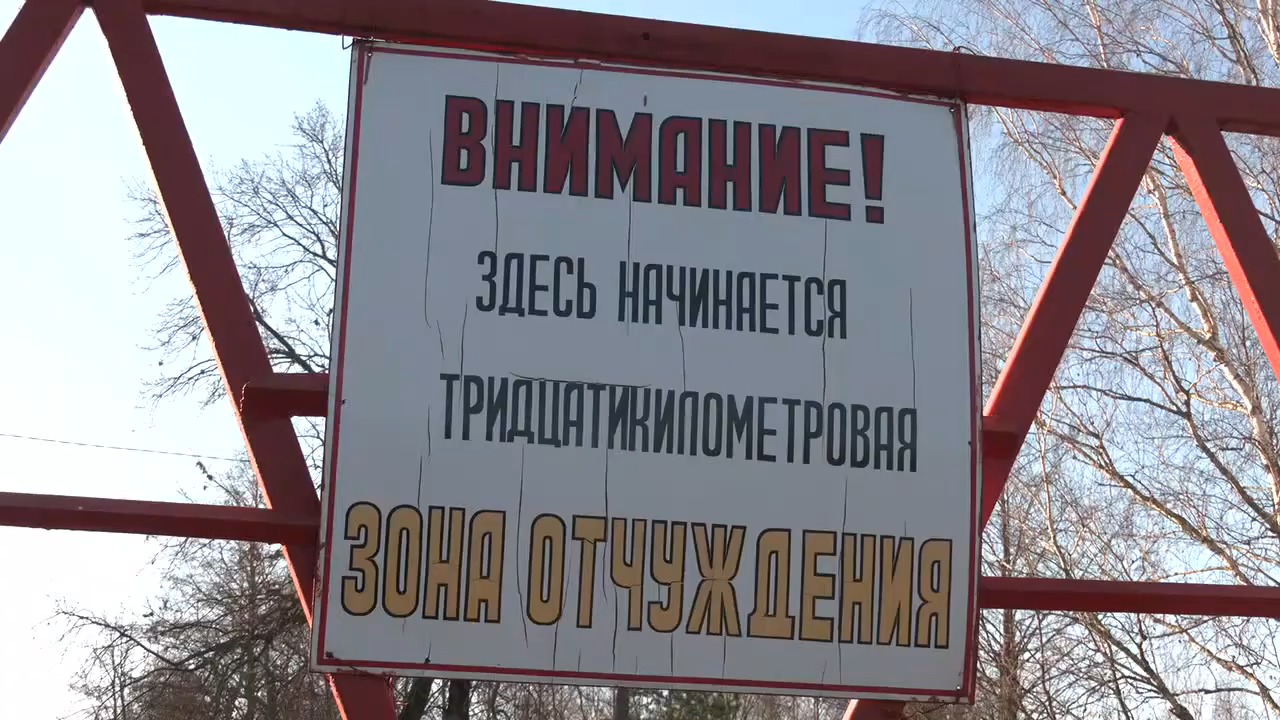 ВНИМАНИЕ!
ЗДЕСЬ НАЧИНАЕТСЯ
ТРИДЦАТИКИЛОМЕТРОВАЯ
ЗОНА ОТЧУЖДЕНИЯ